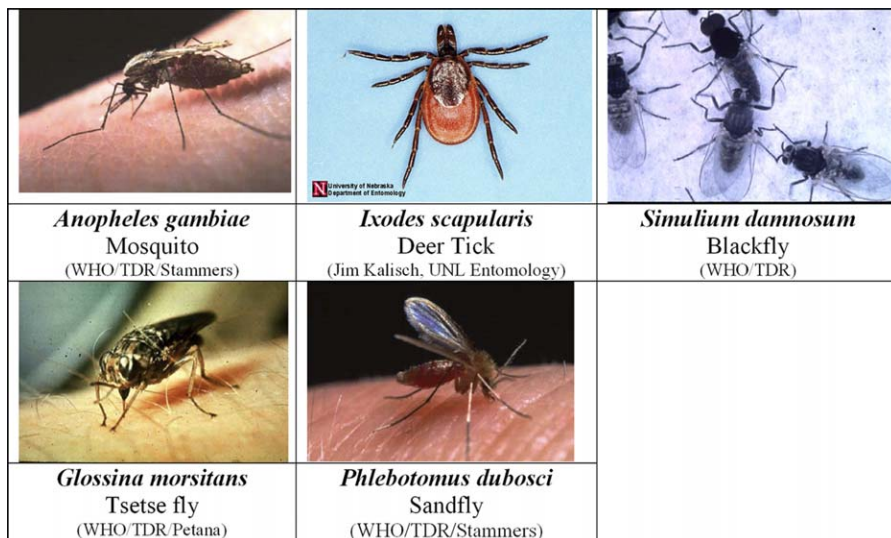 N
University of Nebraska
Department of Entomology
Anopheles gambiae
Mosquito
(WHO/TDR/Stammers)
Ixodes scapularis
Deer Tick
(Jim Kalisch, UNL Entomology)
Simulium damnosum
Blackfly
(WHO/TDR)
Glossina morsitans
Tsetse fly
(WHO/TDR/Petana)
Phlebotomus dubosci
Sandfly
(WHO/TDR/Stammers)